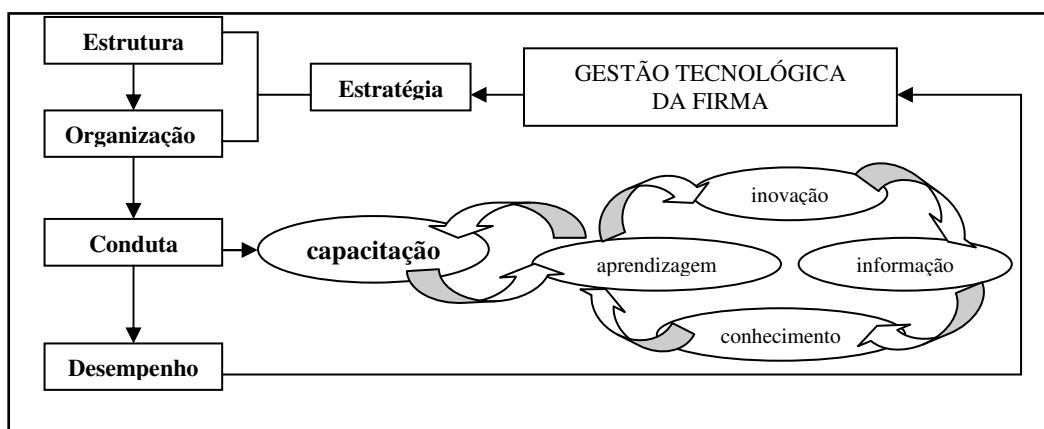 Estrutura
Estratégia
GESTÃO TECNOLÓGICA
DA FIRMA
Organização
inovação
Conduta
capacitação
aprendizagem
informação
conhecimento
Desempenho